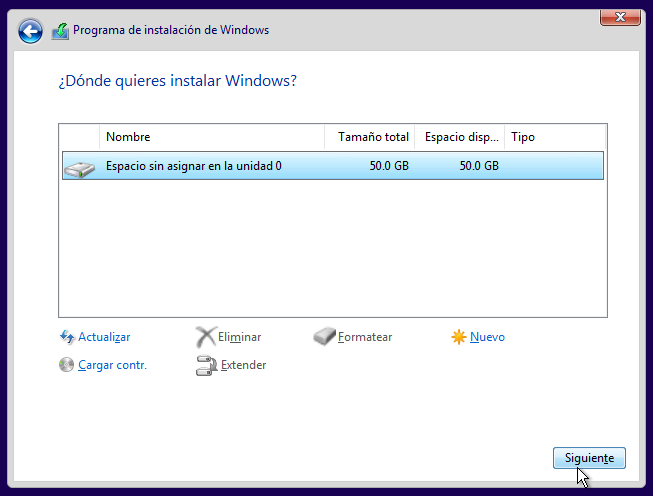 Programa de instalación de Windows
¿Dónde quieres instalar Windows?
Nombre Tamaño total Espacio disp... Tipo
Espacio sin asignar en la unidad 0 50.0 GB 50.0 GB
Actualizar Eliminar Formatear Nuevo
Cargar contr. Extender
Siguiente